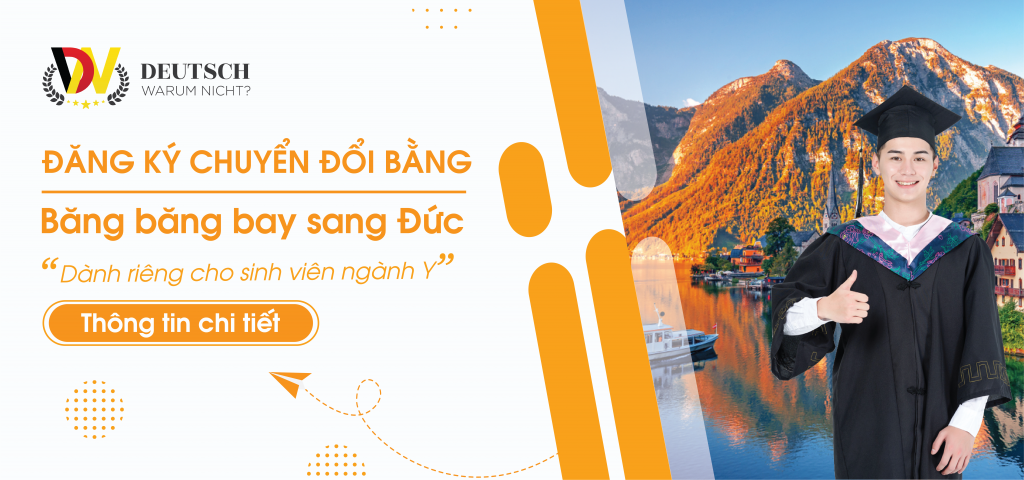 DV
DEUTSCH
WARUM NICHT?
ĐĂNG KÝ CHUYỂN ĐỔI BẰNG
Băng băng bay sang Đức
“Dành riêng cho sinh viên ngành Y”
Thông tin chi tiết